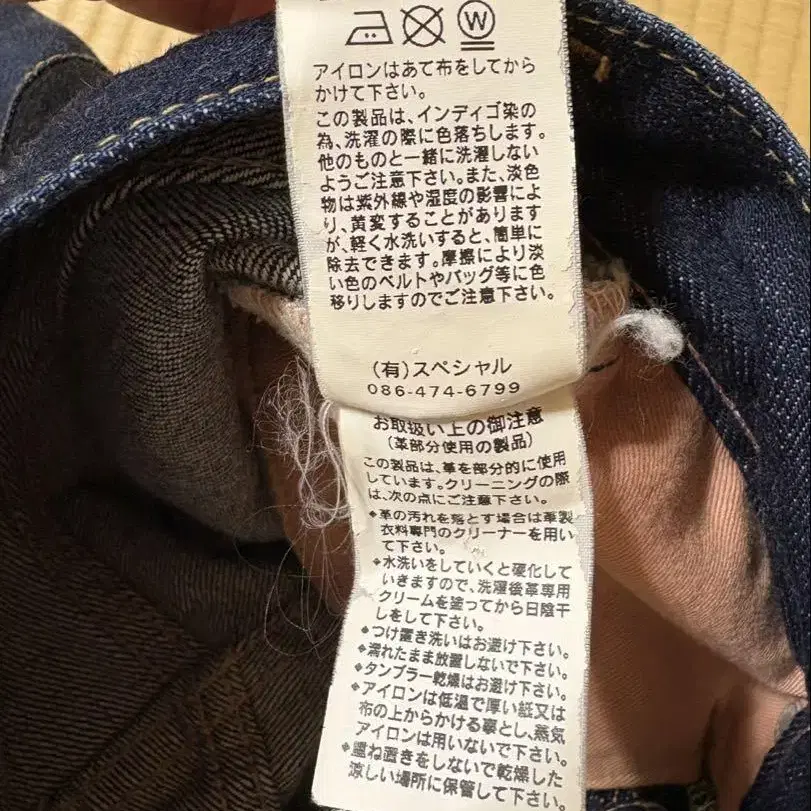 W
アイロンはあて布をしてから
かけて下さい。
この製品は、インディゴ染の
為、洗濯の際に色落ちします。
他のものと一緒に洗濯しない
ようご注意下さい。また、淡色
物は紫外線や湿度の影響によ
り、黄変することがあります
が、軽く水洗いすると、簡単に
除去できます。摩擦により淡
い色のベルトやバッグ等に色
移りしますのでご注意下さい。
(有)スペシャル
086-474-6799
お取扱い上の御注意
(革部分使用の製品)
この製品は、革を部分的に使用
しています。クリーニングの際
は、次の点にご注意下さい。
*革の汚れを落とす場合は革製
衣料専門のクリーナーを用い
て下さい。
*水洗いをしていくと硬化して
いきますので、洗濯後革専用
クリームを塗ってから日陰干
しをして下さい。
*つけ置き洗いはお避け下さい。
*濡れたまま放置しないで下さい。
*タンブラー乾燥はお避け下さい。
*アイロンは低温で厚い紙又は
布の上からかける事とし、蒸気
アイロンは用いないで下さい。
*重ね置きをしないで乾燥した
涼しい場所に保管して下さい。